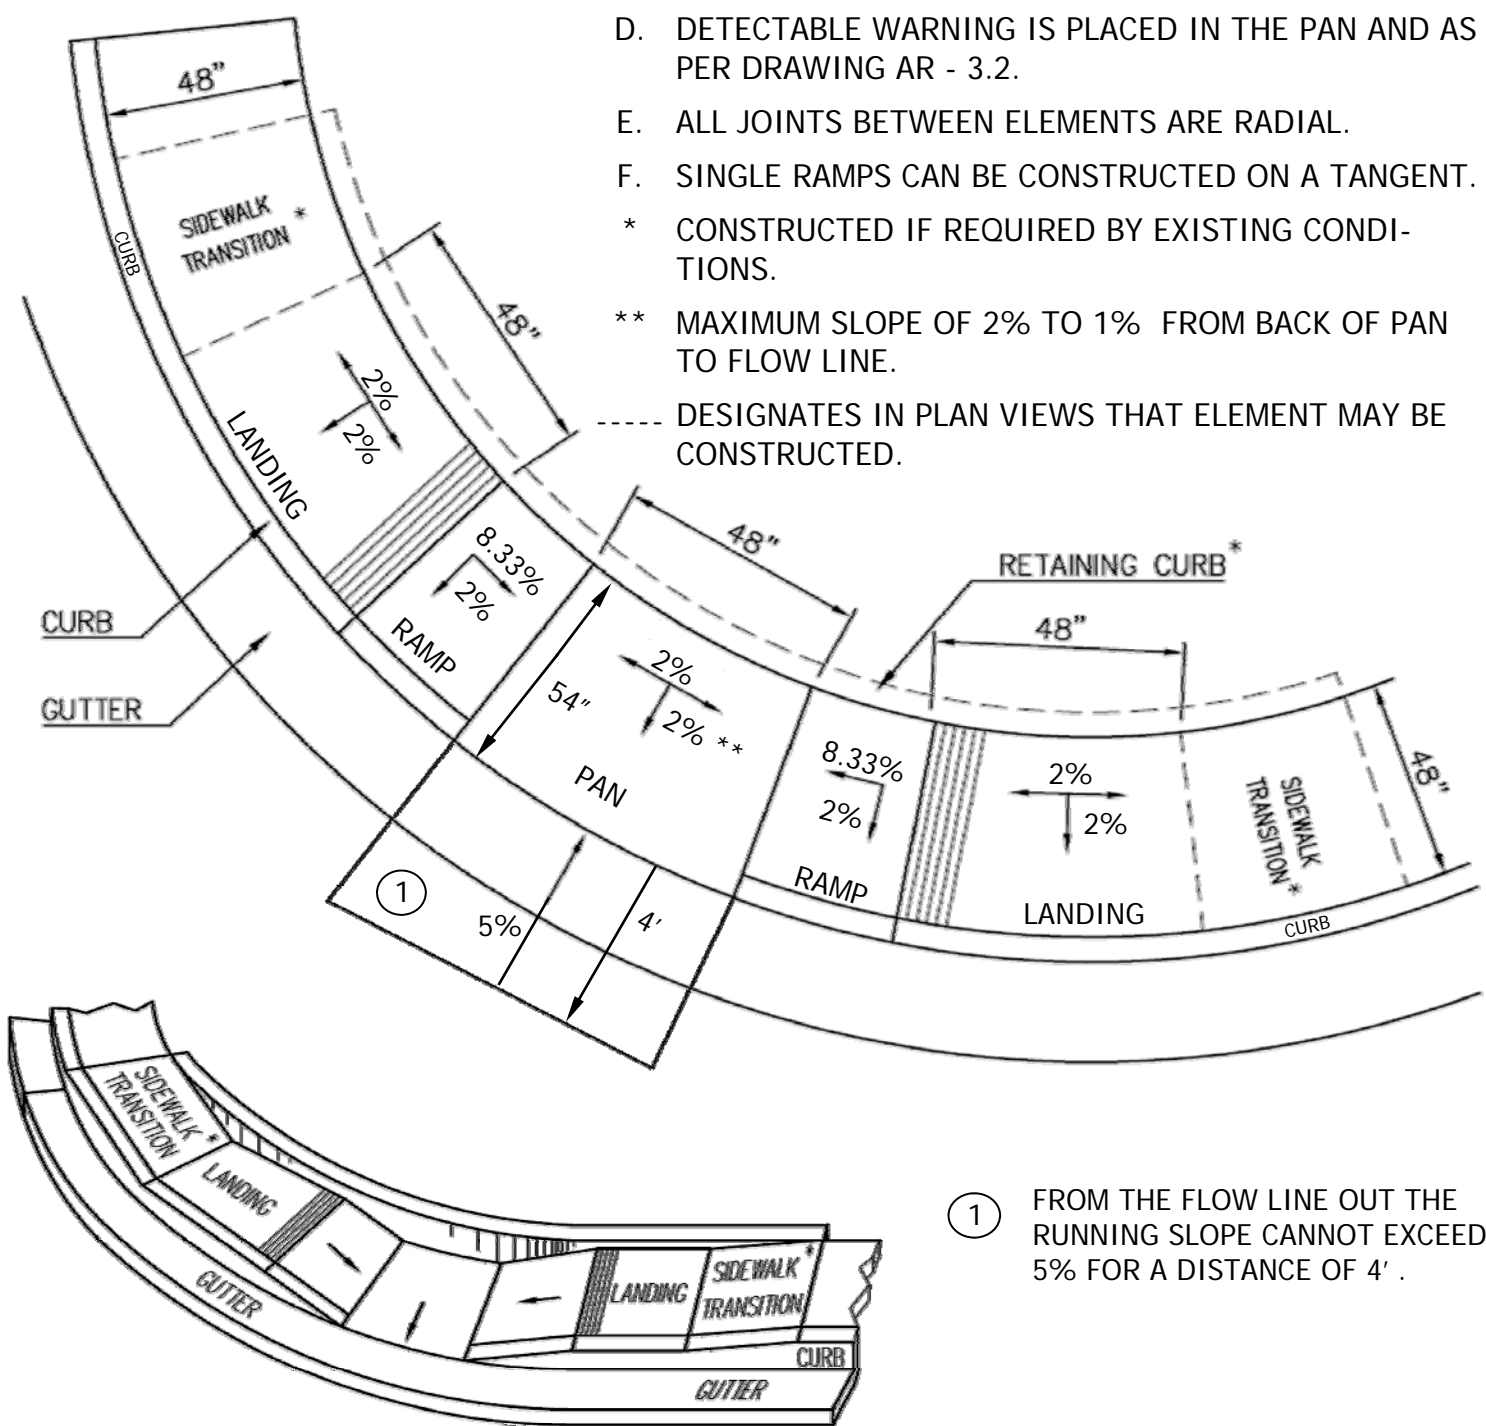 D. DETECTABLE WARNING IS PLACED IN THE PAN AND AS
PER DRAWING AR - 3.2.
E. ALL JOINTS BETWEEN ELEMENTS ARE RADIAL.
F. SINGLE RAMPS CAN BE CONSTRUCTED ON A TANGENT.
* CONSTRUCTED IF REQUIRED BY EXISTING CONDI-
TIONS.
** MAXIMUM SLOPE OF 2% TO 1% FROM BACK OF PAN
TO FLOW LINE.
----- DESIGNATES IN PLAN VIEWS THAT ELEMENT MAY BE
CONSTRUCTED.
48"
SIDEWALK
TRANSITION *
CURB
48"
2%
2%
LANDING
8.33%
2%
RAMP
CURB
GUTTER
48"
RETAINING CURB*
54"
2%
2% **
PAN
48"
8.33%
2%
RAMP
2%
2%
LANDING
SIDEWALK
TRANSITION*
48"
CURB
1
5%
4'
SIDEWALK
TRANSITION *
LANDING
GUTTER
LANDING
SIDEWALK *
TRANSITION
CURB
GUTTER
1 FROM THE FLOW LINE OUT THE
RUNNING SLOPE CANNOT EXCEED
5% FOR A DISTANCE OF 4' .